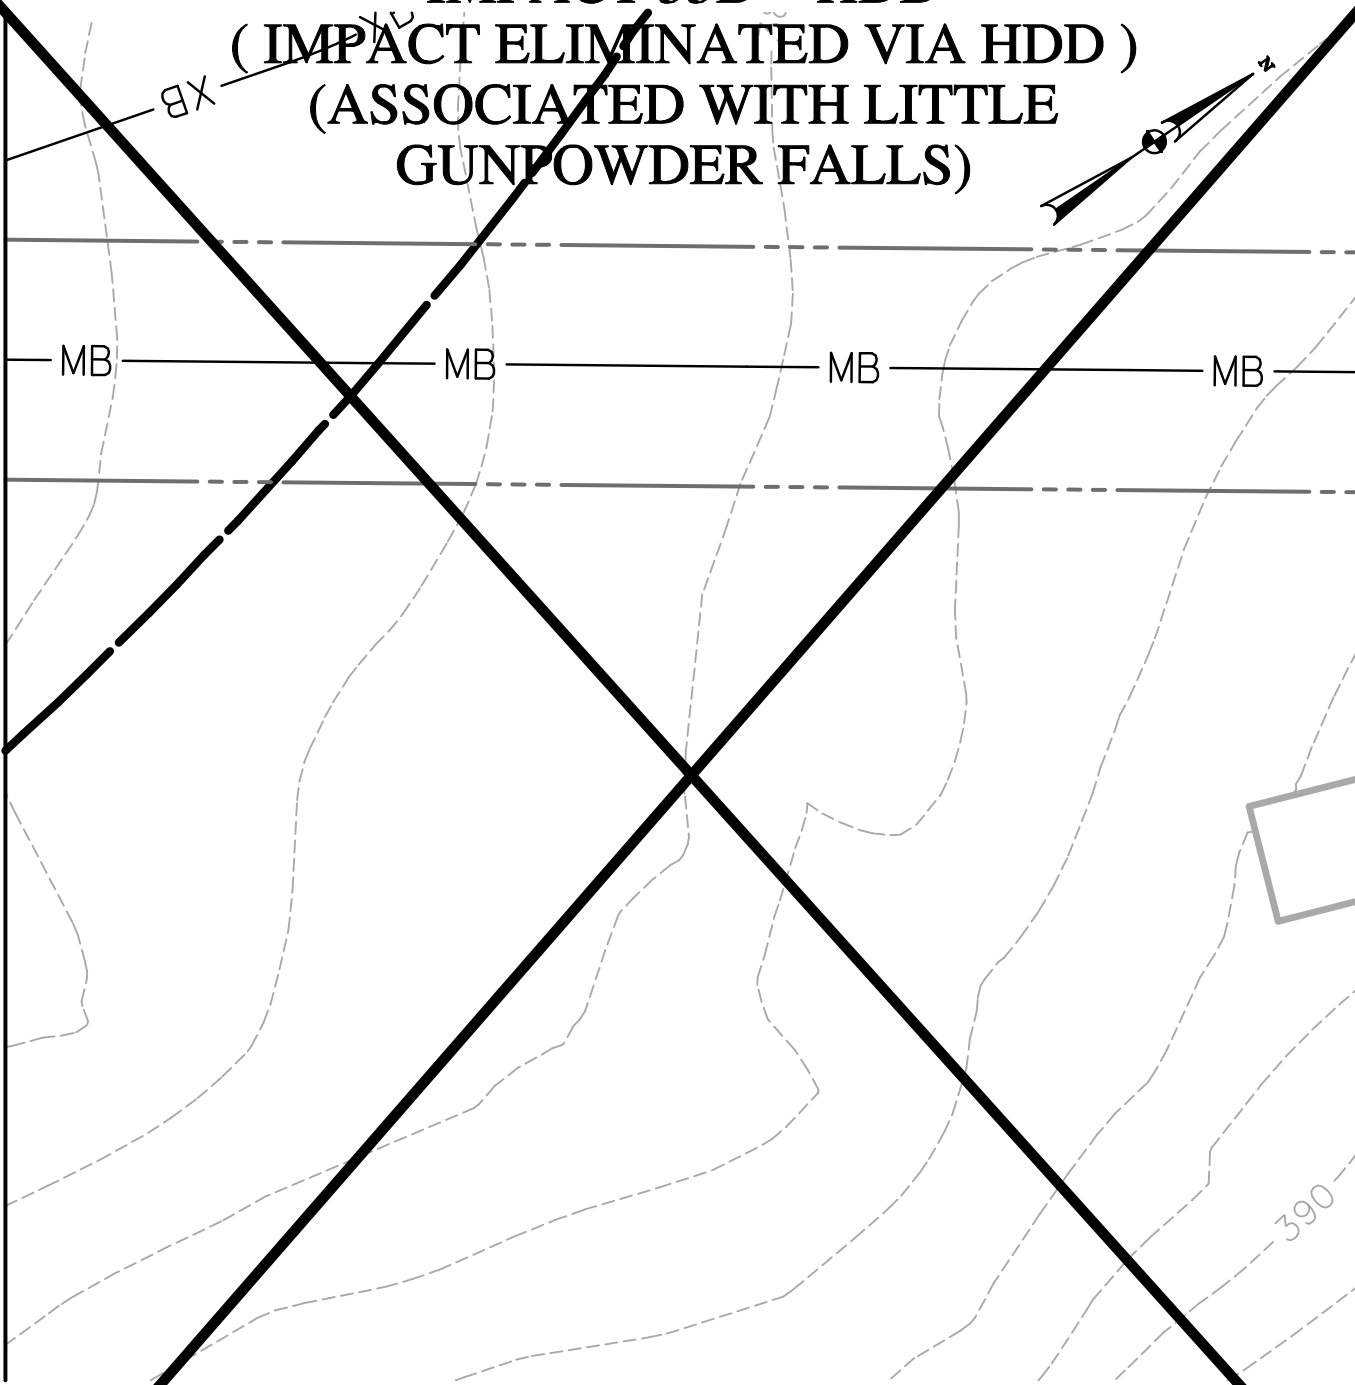 ( IMPACT ELIMINATED VIA HDD )
(ASSOCIATED WITH LITTLE
GUNPOWDER FALLS)
XB
N
MB MB MB MB
390